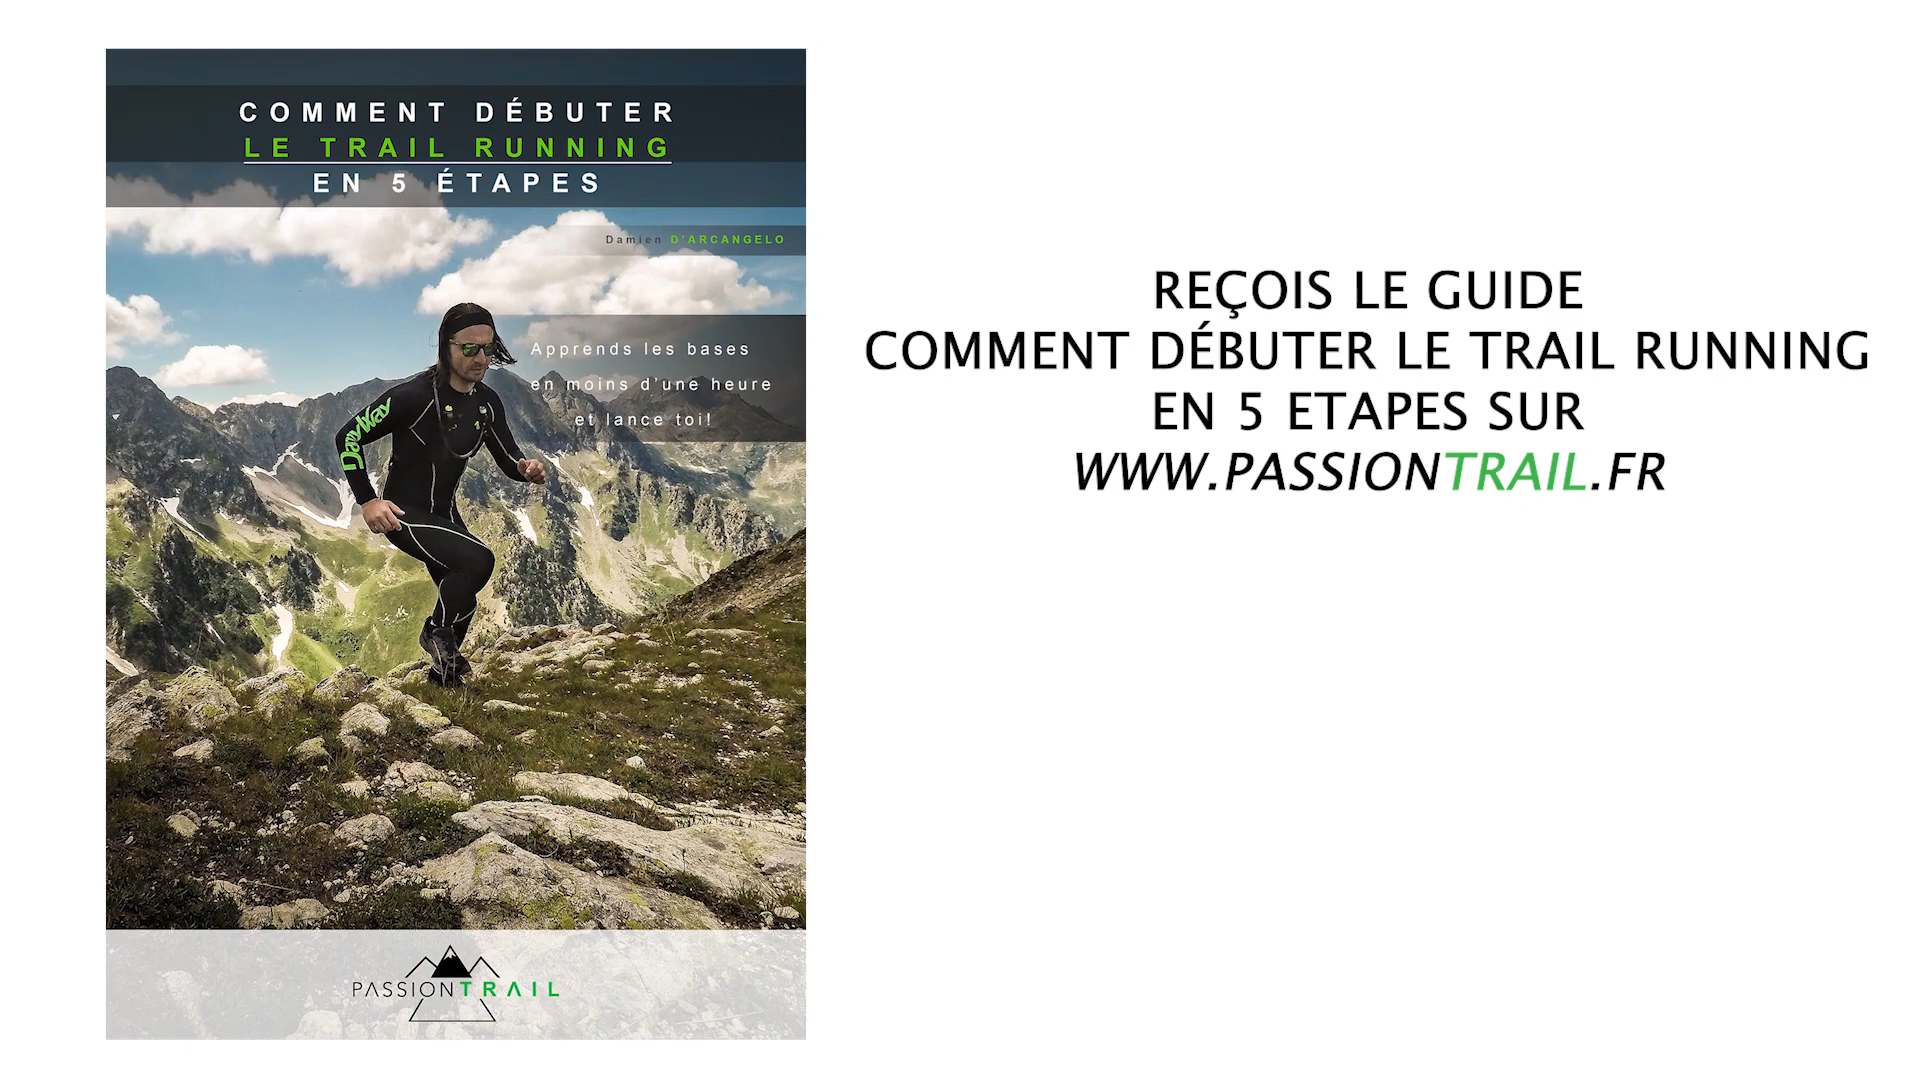 COMMENT DÉBUTER
LE TRAIL RUNNING
EN 5 ÉTAPES
Damien D'ARCANGELO
Apprends les bases
en moins d'une heure
et lance toi!
DaayWay
PASSIONTRAIL
REÇOIS LE GUIDE
COMMENT DÉBUTER LE TRAIL RUNNING
EN 5 ETAPES SUR
WWW.PASSIONTRAIL.FR